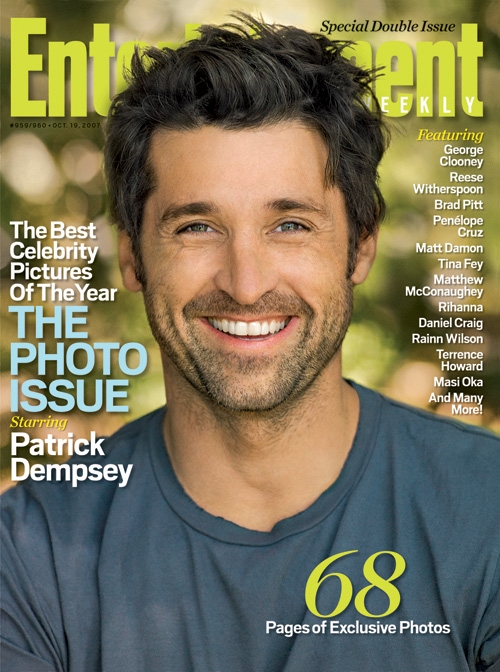 Special Double Issue
Entertainment
WEEKLY
#959/960 • OCT. 19, 2007
Featuring
George
Clooney
Reese
Witherspoon
Brad Pitt
Penélope
Cruz
Matt Damon
Tina Fey
Matthew
McConaughey
Rihanna
Daniel Craig
Rainn Wilson
Terrence
Howard
Masi Oka
And Many
More!
The Best
Celebrity
Pictures
Of The Year
THE
PHOTO
ISSUE
Starring
Patrick
Dempsey
68
Pages of Exclusive Photos